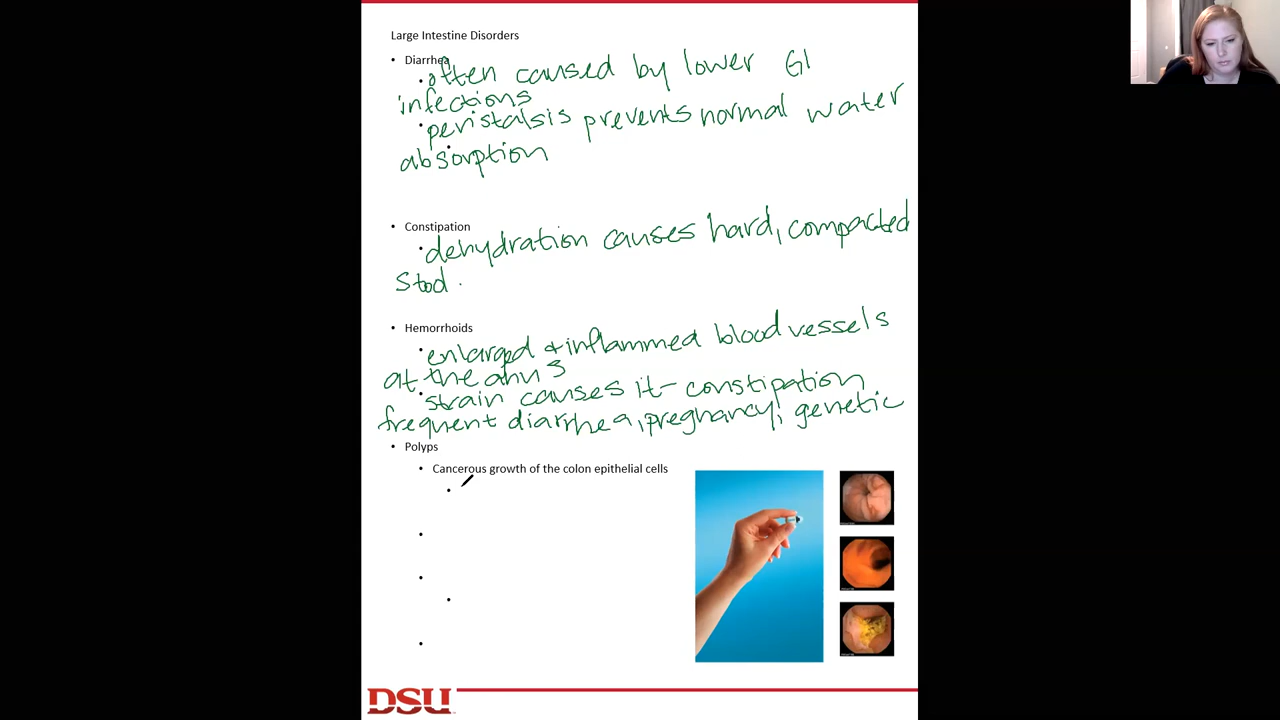 Large Intestine Disorders
• Diarrhea
• often caused by lower GI
infections
• peristalsis prevents normal water
absorption
• Constipation
• dehydration causes hard, compacted
stool.
• Hemorrhoids
• enlarged & inflammed blood vessels
at the anus
• strain causes it - constipation
frequent diarrhea, pregnancy, genetic
• Polyps
• Cancerous growth of the colon epithelial cells
DSU